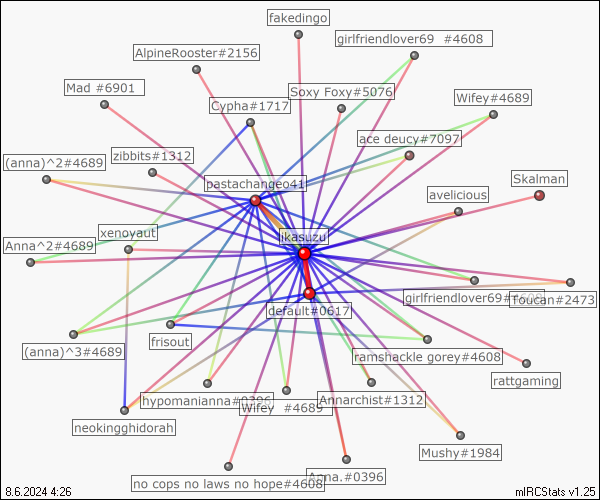 fakedingo
girlfriendlover69  #4608
AlpineRooster#2156
Mad #6901
Soxy Foxy#5076
Wifey#4689
Cypha#1717
ace deucy#7097
zibbits#1312
(anna)^2#4689
pastachangeo41
Skalman
avelicious
xenoyaut
ikasuzu
Anna^2#4689
girlfriendlover69#4608
Toucan#2473
default#0617
frisout
(anna)^3#4689
ramshackle gorey#4608
rattgaming
hypomanianna#0396
Wifey  #4689
Annarchist#1312
neokingghidorah
Mushy#1984
Anna.#0396
no cops no laws no hope#4608
8.6.2024 4:26
mIRCStats v1.25